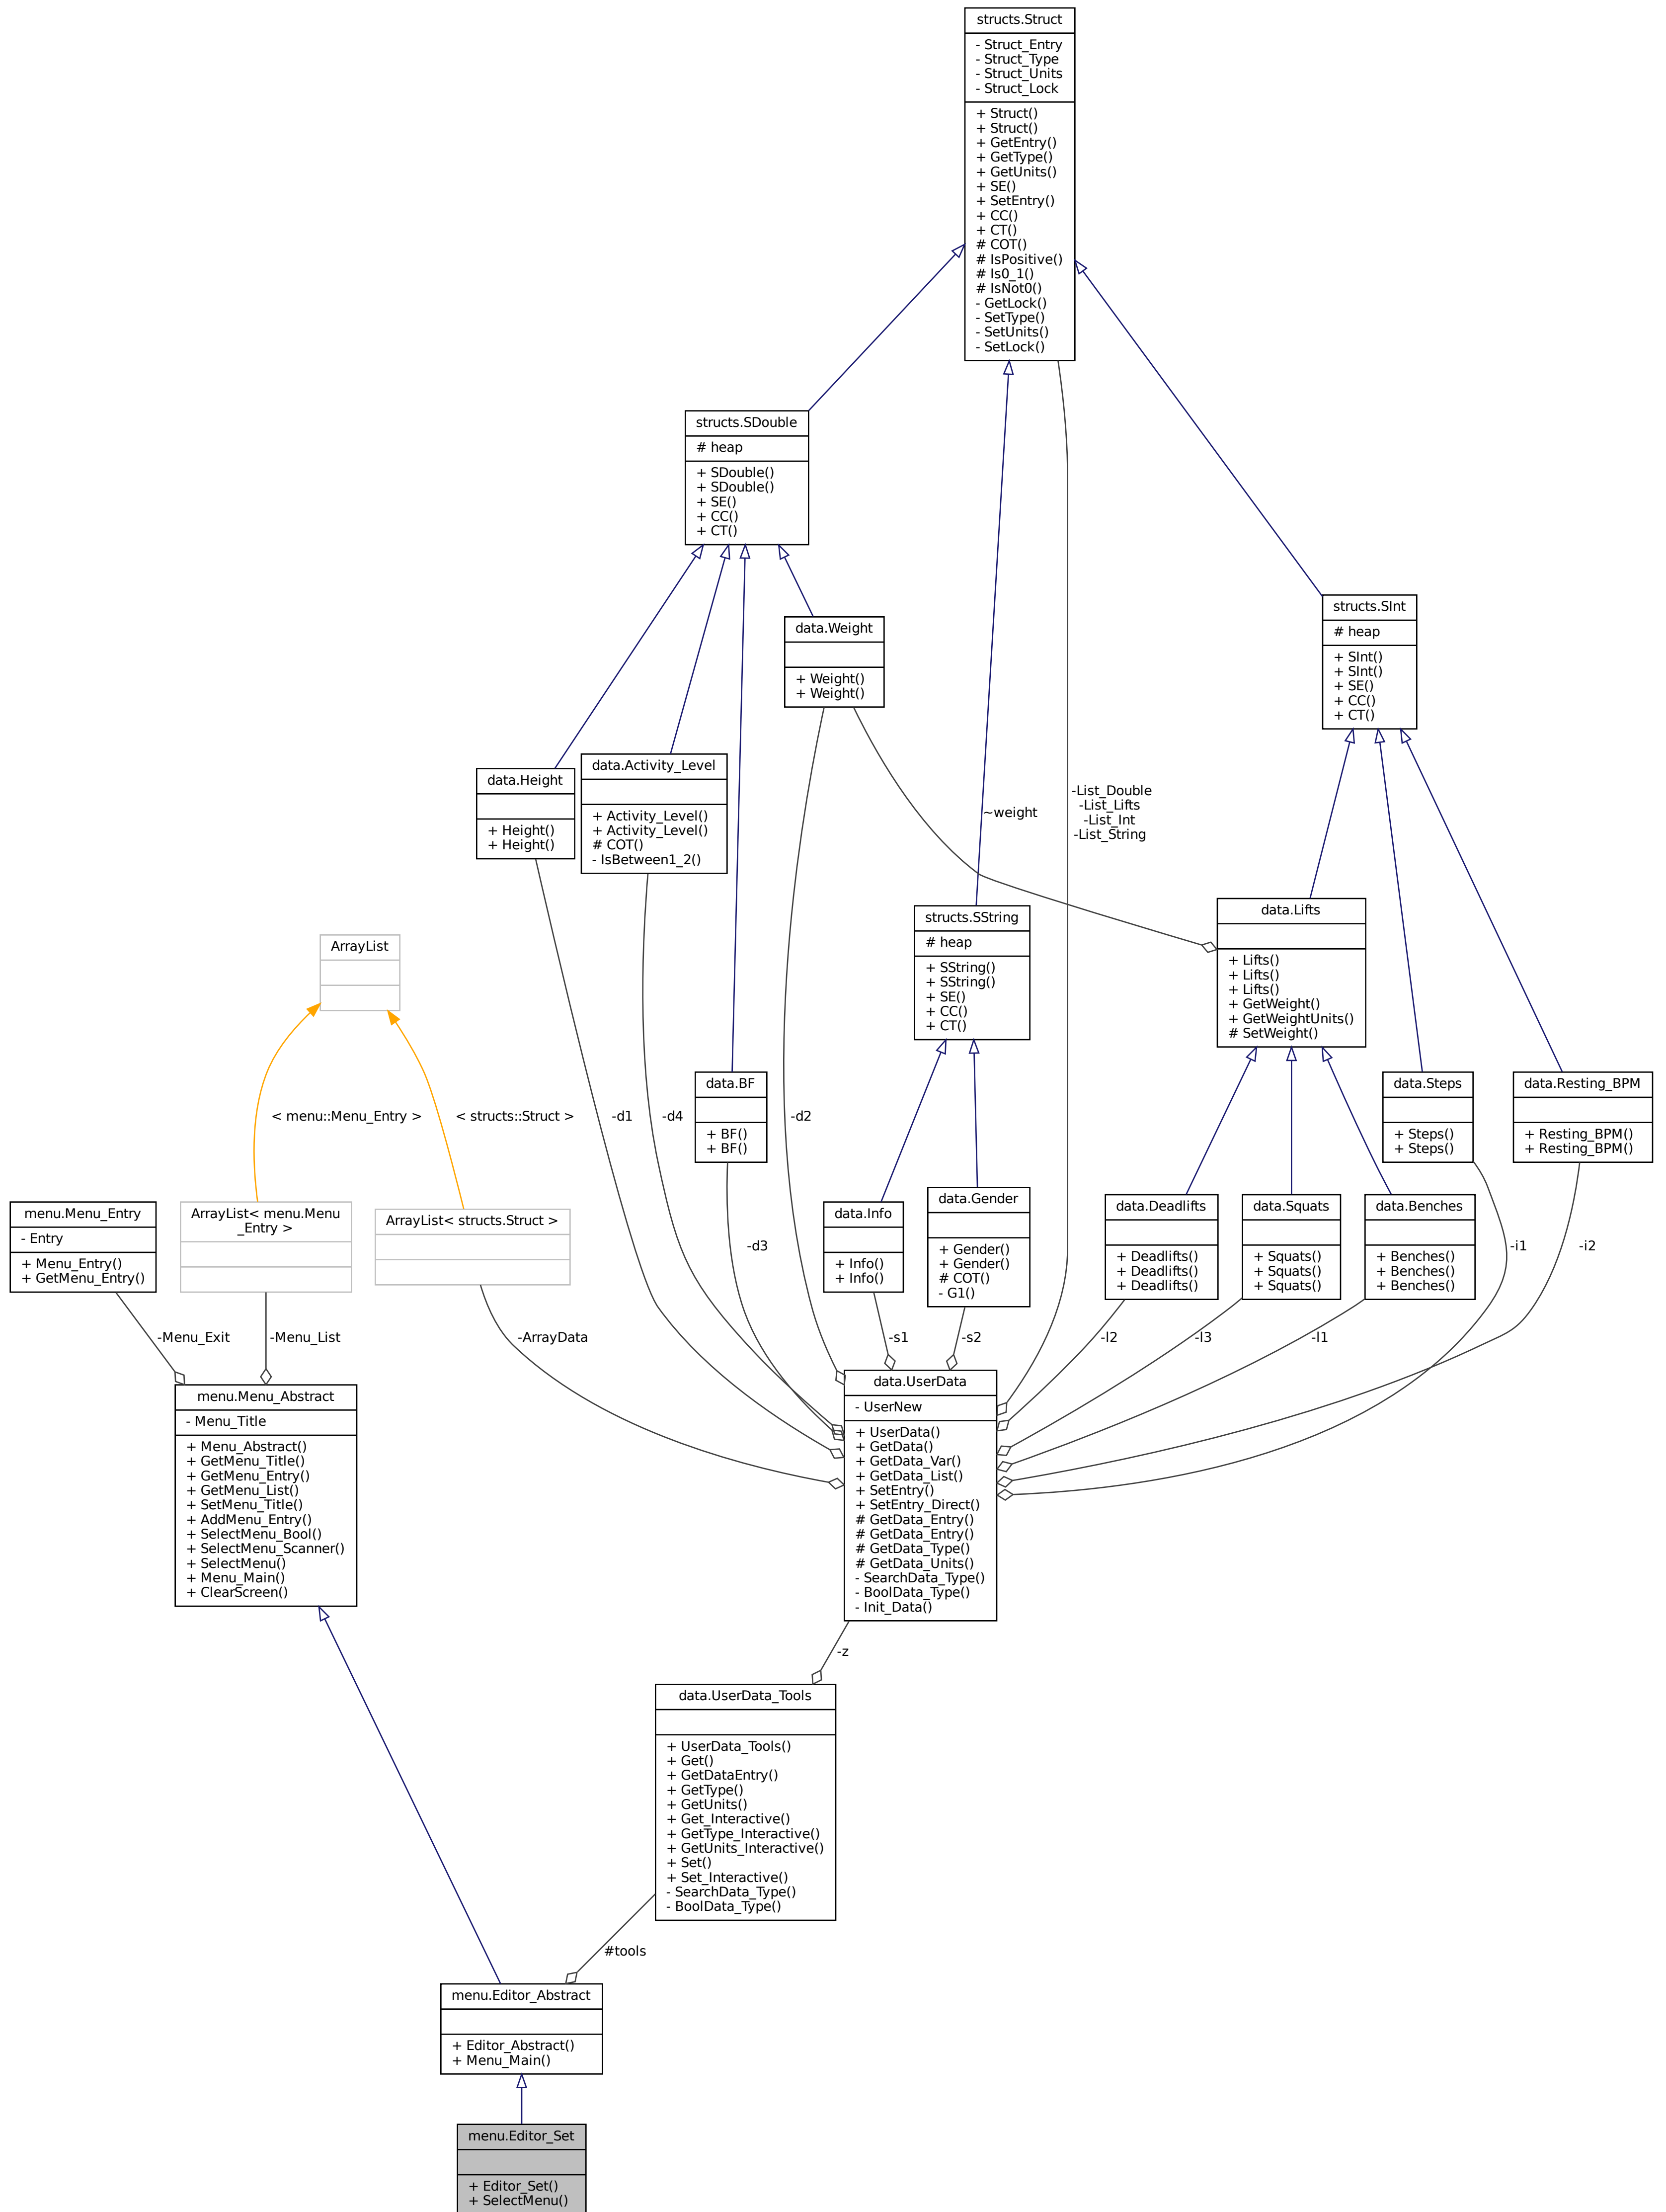 structs.Struct
- Struct_Entry
- Struct_Type
- Struct_Units
- Struct_Lock
+ Struct()
+ Struct()
+ GetEntry()
+ GetType()
+ GetUnits()
+ SE()
+ SetEntry()
+ CC()
+ CT()
# COT()
# IsPositive()
# Is0_1()
# IsNot0()
- GetLock()
- SetType()
- SetUnits()
- SetLock()
structs.SDouble
# heap
+ SDouble()
+ SDouble()
+ SE()
+ CC()
+ CT()
structs.SInt
# heap
+ SInt()
+ SInt()
+ SE()
+ CC()
+ CT()
data.Weight
+ Weight()
+ Weight()
data.Height
+ Height()
+ Height()
data.Activity_Level
+ Activity_Level()
+ Activity_Level()
# COT()
- IsBetween1_2()
~weight
-List_Double
-List_Lifts
-List_Int
-List_String
structs.SString
# heap
+ SString()
+ SString()
+ SE()
+ CC()
+ CT()
data.Lifts
+ Lifts()
+ Lifts()
+ Lifts()
+ GetWeight()
+ GetWeightUnits()
# SetWeight()
ArrayList
< menu::Menu_Entry >
< structs::Struct >
-d1
-d4
data.BF
+ BF()
+ BF()
-d2
data.Steps
+ Steps()
+ Steps()
data.Resting_BPM
+ Resting_BPM()
+ Resting_BPM()
menu.Menu_Entry
- Entry
+ Menu_Entry()
+ GetMenu_Entry()
ArrayList< menu.Menu
_Entry >
ArrayList< structs.Struct >
-d3
data.Info
+ Info()
+ Info()
data.Gender
+ Gender()
+ Gender()
# COT()
- G1()
data.Deadlifts
+ Deadlifts()
+ Deadlifts()
+ Deadlifts()
data.Squats
+ Squats()
+ Squats()
+ Squats()
data.Benches
+ Benches()
+ Benches()
+ Benches()
-i1
-i2
-Menu_Exit
-Menu_List
-ArrayData
-s1
-s2
-l2
-l3
-l1
menu.Menu_Abstract
- Menu_Title
+ Menu_Abstract()
+ GetMenu_Title()
+ GetMenu_Entry()
+ GetMenu_List()
+ SetMenu_Title()
+ AddMenu_Entry()
+ SelectMenu_Bool()
+ SelectMenu_Scanner()
+ SelectMenu()
+ Menu_Main()
+ ClearScreen()
data.UserData
- UserNew
+ UserData()
+ GetData()
+ GetData_Var()
+ GetData_List()
+ SetEntry()
+ SetEntry_Direct()
# GetData_Entry()
# GetData_Entry()
# GetData_Type()
# GetData_Units()
- SearchData_Type()
- BoolData_Type()
- Init_Data()
-z
data.UserData_Tools
+ UserData_Tools()
+ Get()
+ GetDataEntry()
+ GetType()
+ GetUnits()
+ Get_Interactive()
+ GetType_Interactive()
+ GetUnits_Interactive()
+ Set()
+ Set_Interactive()
- SearchData_Type()
- BoolData_Type()
#tools
menu.Editor_Abstract
+ Editor_Abstract()
+ Menu_Main()
menu.Editor_Set
+ Editor_Set()
+ SelectMenu()